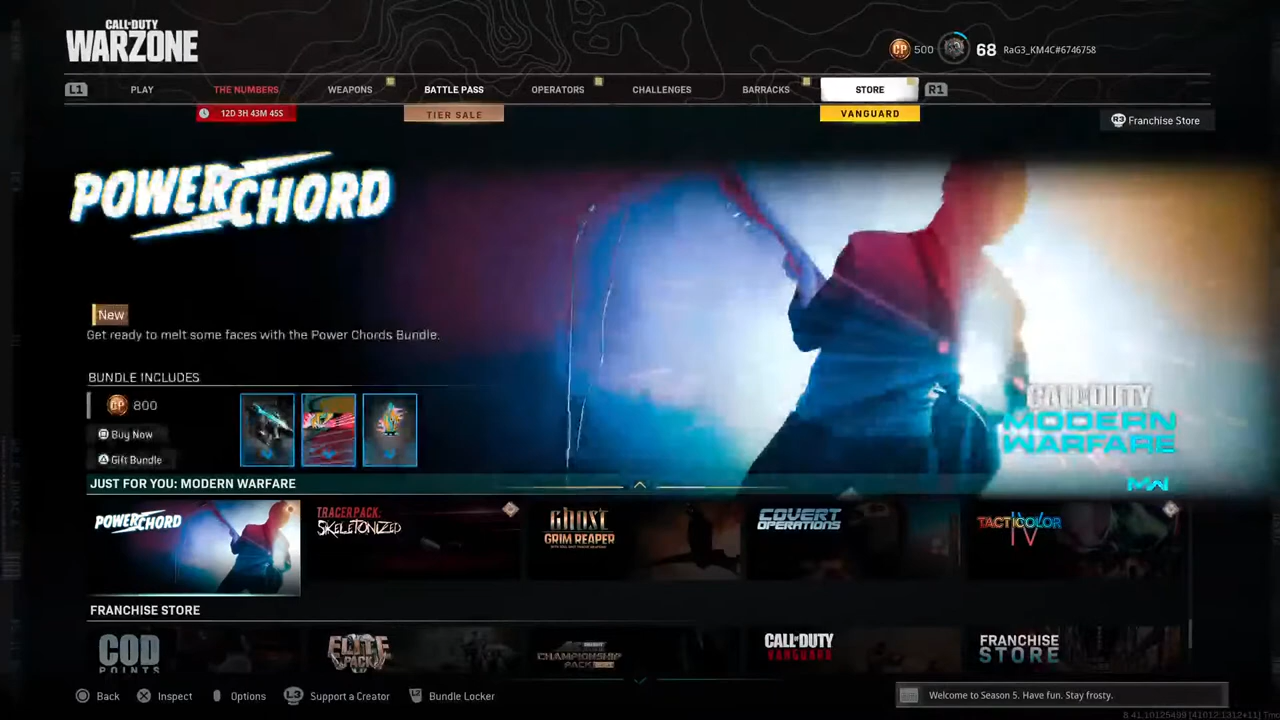 CALL OF DUTY
WARZONE
CP 500 68 RaG3_KM4C#6746758
L1 PLAY THE NUMBERS WEAPONS BATTLE PASS OPERATORS CHALLENGES BARRACKS STORE R1
12D 3H 43M 45S TIER SALE VANGUARD
R3 Franchise Store
POWER CHORD
New
Get ready to melt some faces with the Power Chords Bundle.
BUNDLE INCLUDES
CP 800
Buy Now
Gift Bundle
CALL OF DUTY
MODERN
WARFARE
MW
JUST FOR YOU: MODERN WARFARE
POWERCHORD
TRACER PACK:
SKELETONIZED
GHOST
GRIM REAPER
COVERT
OPERATIONS
TACTICOLOR
IV
FRANCHISE STORE
COD
POINTS
ELITE
PACK
CHAMPIONSHIP
PACK
CALL OF DUTY
VANGUARD
FRANCHISE
STORE
Back Inspect Options L3 Support a Creator L2 Bundle Locker
Welcome to Season 5. Have fun. Stay frosty.